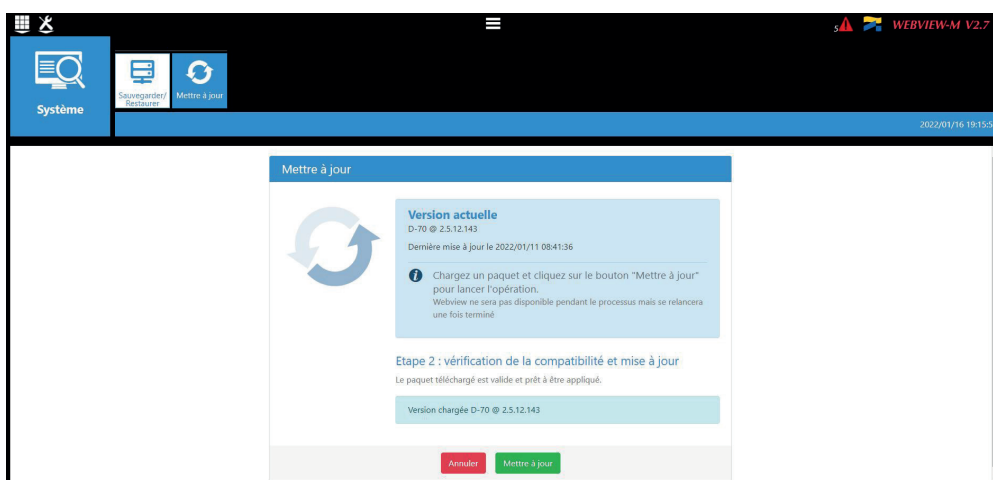 5
WEBVIEW-M V2.7
Système
Sauvegarder/
Restaurer
Mettre à jour
2022/01/16 19:15:5
Mettre à jour
Version actuelle
D-70 @ 2.5.12.143
Dernière mise à jour le 2022/01/11 08:41:36
Chargez un paquet et cliquez sur le bouton "Mettre à jour"
pour lancer l'opération.
Webview ne sera pas disponible pendant le processus mais se relancera
une fois terminé
Etape 2 : vérification de la compatibilité et mise à jour
Le paquet téléchargé est valide et prêt à être appliqué.
Version chargée D-70 @ 2.5.12.143
Annuler
Mettre à jour